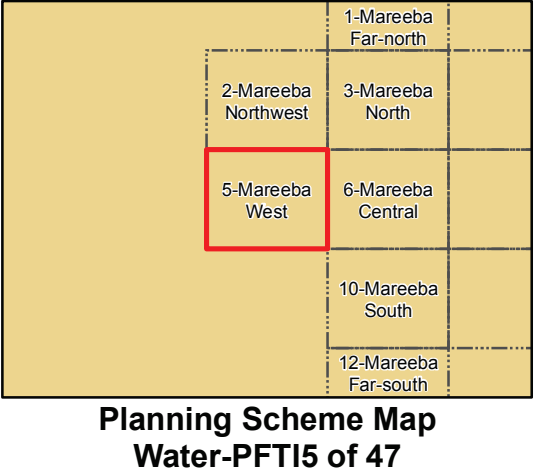 1-Mareeba
Far-north
2-Mareeba
Northwest
3-Mareeba
North
5-Mareeba
West
6-Mareeba
Central
10-Mareeba
South
12-Mareeba
Far-south
Planning Scheme Map
Water-PFTI5 of 47